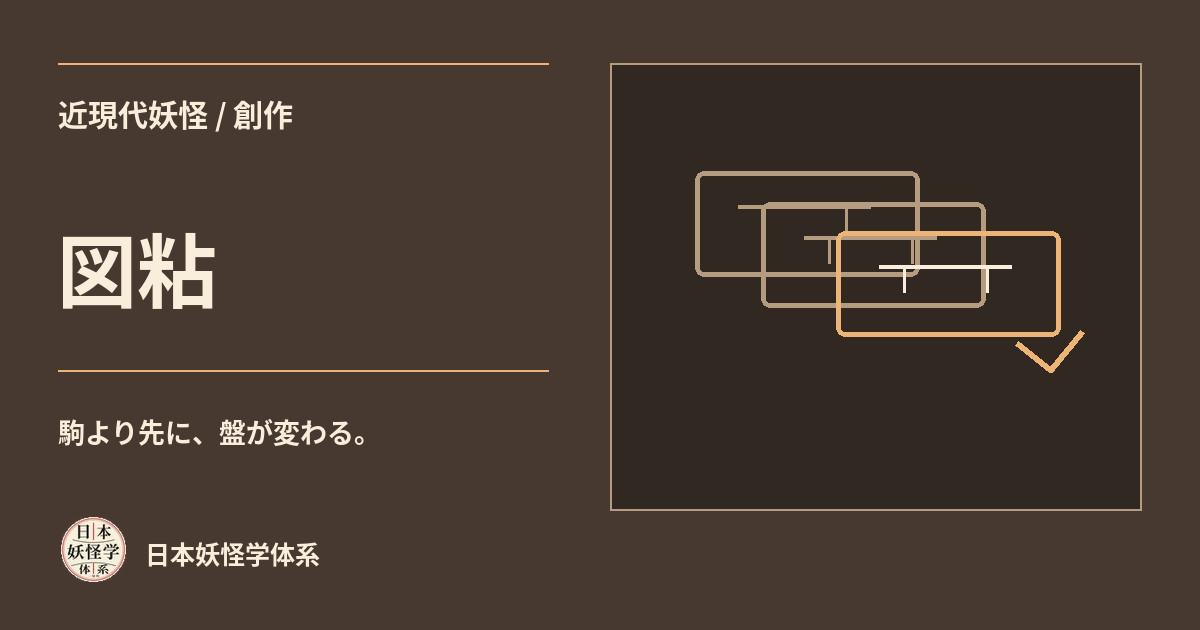 近現代妖怪 / 創作
図粘
駒より先に、盤が変わる。
日本
妖怪学
体系
日本妖怪学体系